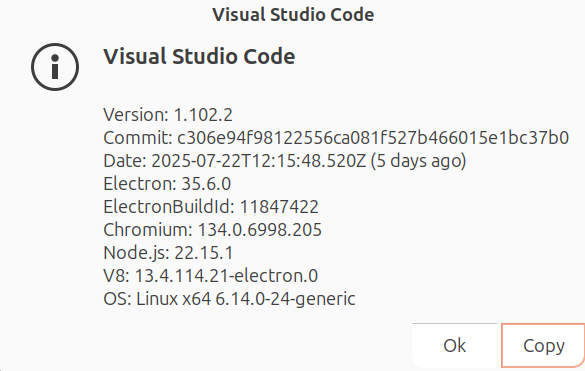 Visual Studio Code
Visual Studio Code
Version: 1.102.2
Commit: c306e94f98122556ca081f527b466015e1bc37b0
Date: 2025-07-22T12:15:48.520Z (5 days ago)
Electron: 35.6.0
ElectronBuildId: 11847422
Chromium: 134.0.6998.205
Node.js: 22.15.1
V8: 13.4.114.21-electron.0
OS: Linux x64 6.14.0-24-generic
Ok
Copy